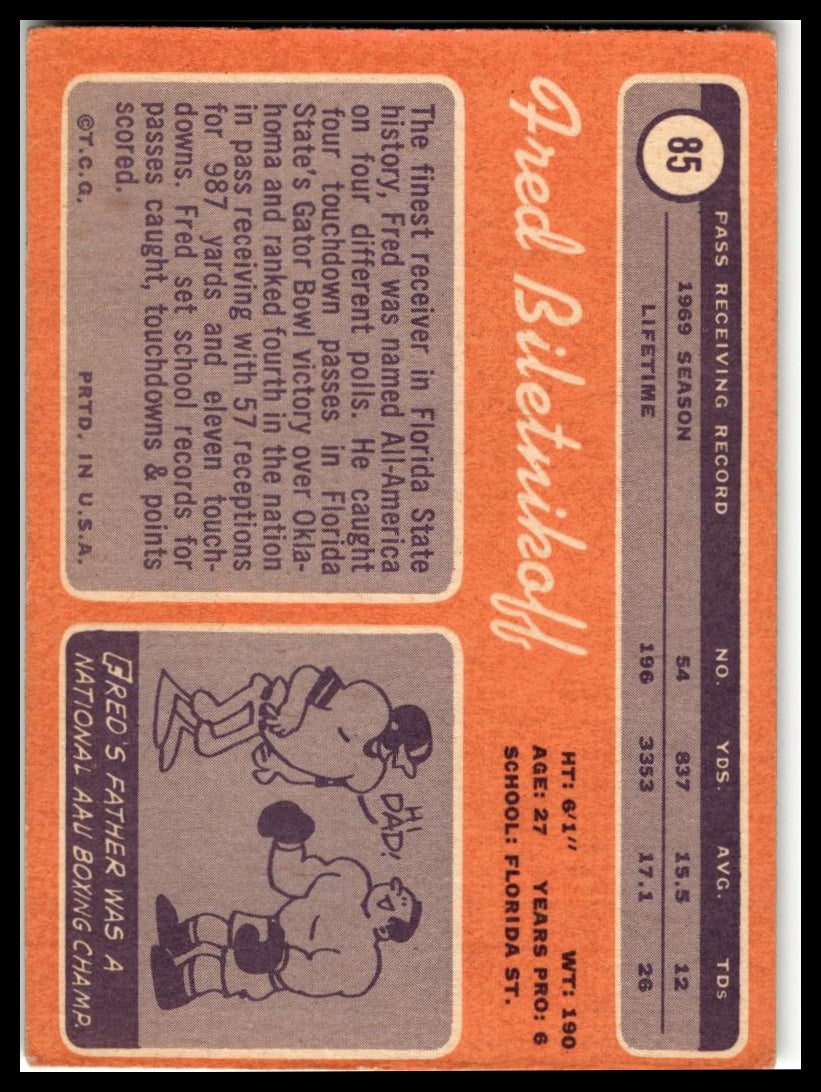 85
PASS RECEIVING RECORD NO. YDS. AVG. TDs
1969 SEASON 54 837 15.5 12
LIFETIME 196 3353 17.1 26
Fred Biletnikoff
HT: 6'1" WT: 190
AGE: 27 YEARS PRO: 6
SCHOOL: FLORIDA ST.
The finest receiver in Florida State
history, Fred was named All-America
on four different polls. He caught
four touchdown passes in Florida
State's Gator Bowl victory over Okla-
homa and ranked fourth in the nation
in pass receiving with 57 receptions
for 987 yards and eleven touch-
downs. Fred set school records for
passes caught, touchdowns & points
scored.
©T.C.G. PRTD. IN U.S.A.
HI
DAD!
FRED'S FATHER WAS A
NATIONAL AAU BOXING CHAMP.